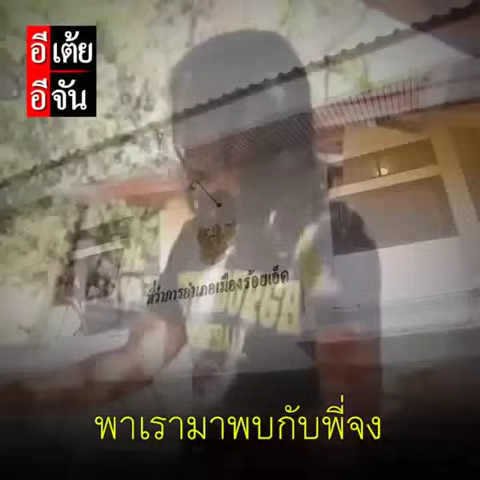 อีเต้ย
อีจัน
ที่ว่าการอำเภอเมืองร้อยเอ็ด
พาเรามาพบกับพี่จง